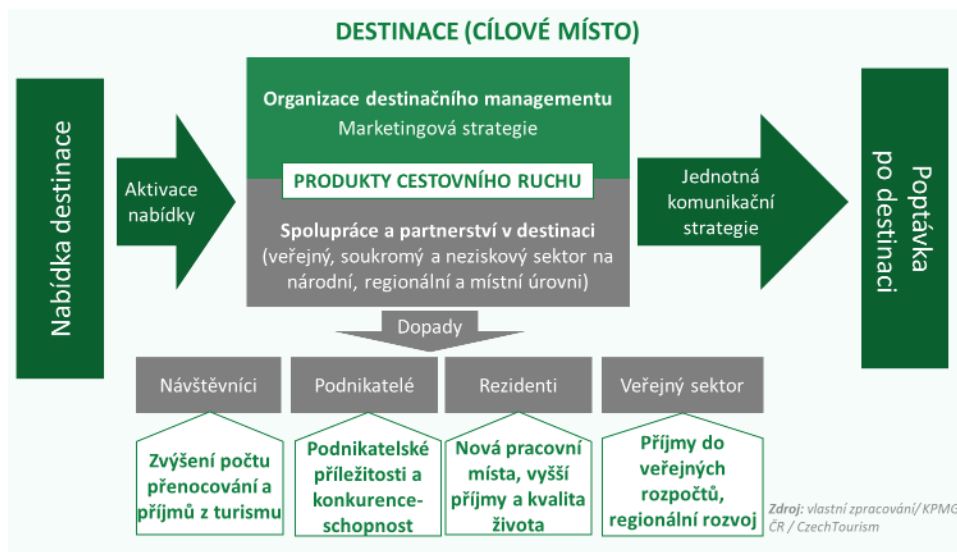 DESTINACE (CÍLOVÉ MÍSTO)
Nabídka destinace
Aktivace
nabídky
Organizace destinačního managementu
Marketingová strategie
PRODUKTY CESTOVNÍHO RUCHU
Spolupráce a partnerství v destinaci
(veřejný, soukromý a neziskový sektor na
národní, regionální a místní úrovni)
Jednotná
komunikační
strategie
Poptávka
po destinaci
Dopady
Návštěvníci
Podnikatelé
Rezidenti
Veřejný sektor
Zvýšení počtu
přenocování a
příjmů z turismu
Podnikatelské
příležitosti a
konkurence-
schopnost
Nová pracovní
místa, vyšší
příjmy a kvalita
života
Příjmy do
veřejných
rozpočtů,
regionální rozvoj
Zdroj: vlastní zpracování/ KPMG
ČR / CzechTourism